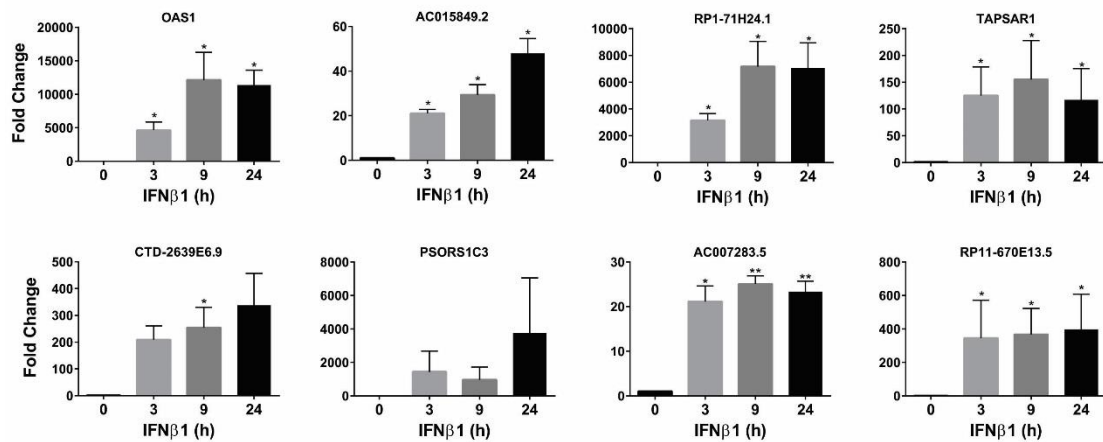 OAS1
Fold Change
15000
10000
5000
0
*
*
*
0 3 9 24
IFNβ1 (h)
AC015849.2
60
40
20
0
*
*
*
0 3 9 24
IFNβ1 (h)
RP1-71H24.1
10000
8000
6000
4000
2000
0
*
*
*
0 3 9 24
IFNβ1 (h)
TAPSAR1
250
200
150
100
50
0
*
*
*
0 3 9 24
IFNβ1 (h)
CTD-2639E6.9
Fold Change
500
400
300
200
100
0
*
0 3 9 24
IFNβ1 (h)
PSORS1C3
8000
6000
4000
2000
0
0 3 9 24
IFNβ1 (h)
AC007283.5
30
20
10
0
*
**
**
0 3 9 24
IFNβ1 (h)
RP11-670E13.5
800
600
400
200
0
*
*
*
0 3 9 24
IFNβ1 (h)